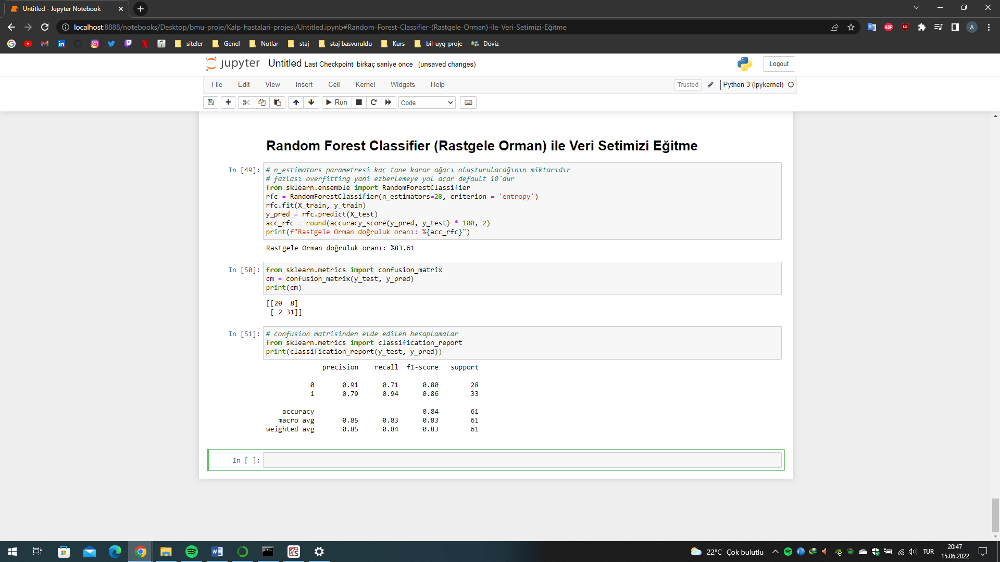 Untitled - Jupyter Notebook
localhost:8888/notebooks/Desktop/bmu-proje/Kalp-hastalari-projesi/Untitled.ipynb#Random-Forest-Classifier-(Rastgele-Orman)-ile-Veri-Setimizi-Eğitme
ABP
A
siteler Genel Notlar staj staj basvuruldu Kurs bil-uyg-proje Döviz
jupyter Untitled Last Checkpoint: birkaç saniye önce (unsaved changes)
Logout
File Edit View Insert Cell Kernel Widgets Help
Trusted Python 3 (ipykernel)
Run Code
Random Forest Classifier (Rastgele Orman) ile Veri Setimizi Eğitme
In [49]: # n_estimators parametresi kaç tane karar ağacı oluşturulacağının miktarıdır
# fazlası overfitting yani ezberlemeye yol açar default 10'dur
from sklearn.ensemble import RandomForestClassifier
rfc = RandomForestClassifier(n_estimators=20, criterion = 'entropy')
rfc.fit(X_train, y_train)
y_pred = rfc.predict(X_test)
acc_rfc = round(accuracy_score(y_pred, y_test) * 100, 2)
print(f"Rastgele Orman doğruluk oranı: %{acc_rfc}")
Rastgele Orman doğruluk oranı: %83.61
In [50]: from sklearn.metrics import confusion_matrix
cm = confusion_matrix(y_test, y_pred)
print(cm)
[[20  8]
 [ 2 31]]
In [51]: # confusion matrisinden elde edilen hesaplamalar
from sklearn.metrics import classification_report
print(classification_report(y_test, y_pred))
precision recall f1-score support
0 0.91 0.71 0.80 28
1 0.79 0.94 0.86 33
accuracy 0.84 61
macro avg 0.85 0.83 0.83 61
weighted avg 0.85 0.84 0.83 61
In [ ]:
22°C Çok bulutlu
TUR
20:47
15.06.2022